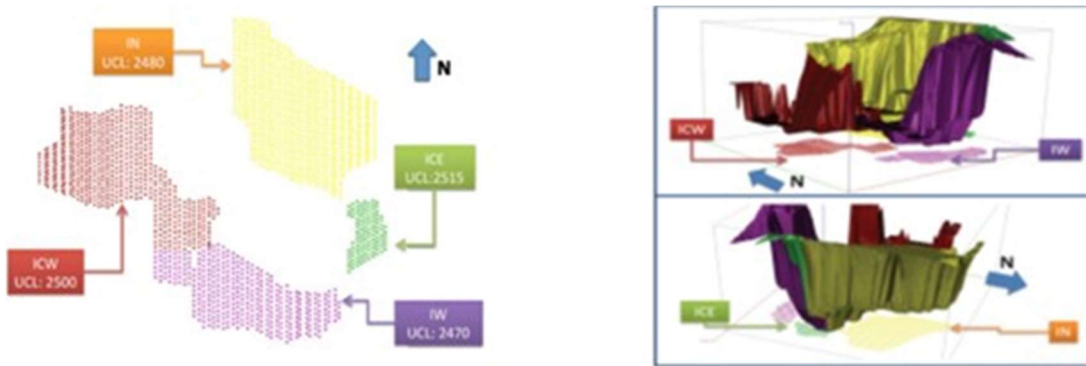 IN
UCL: 2480
N
ICE
UCL:2515
ICW
UCL: 2500
IW
UCL: 2470
ICW
IW
N
N
ICE
IN